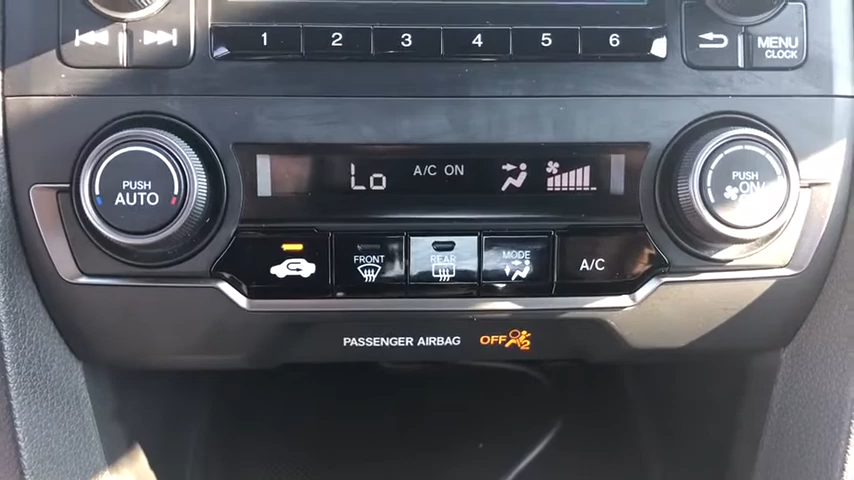 1 2 3 4 5 6
MENU
CLOCK
PUSH
AUTO
Lo
A/C ON
PUSH
ON/
FRONT
REAR
MODE
A/C
PASSENGER AIRBAG
OFF
2